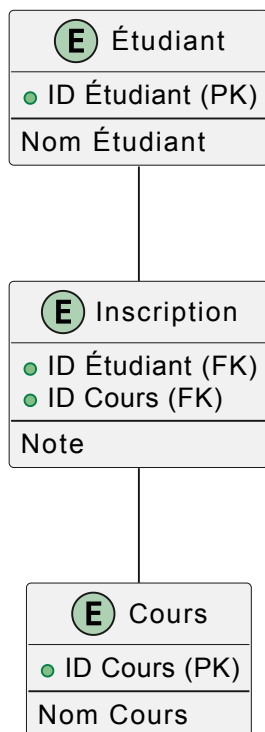 E Étudiant
ID Étudiant (PK)
Nom Étudiant
E Inscription
ID Étudiant (FK)
ID Cours (FK)
Note
E Cours
ID Cours (PK)
Nom Cours